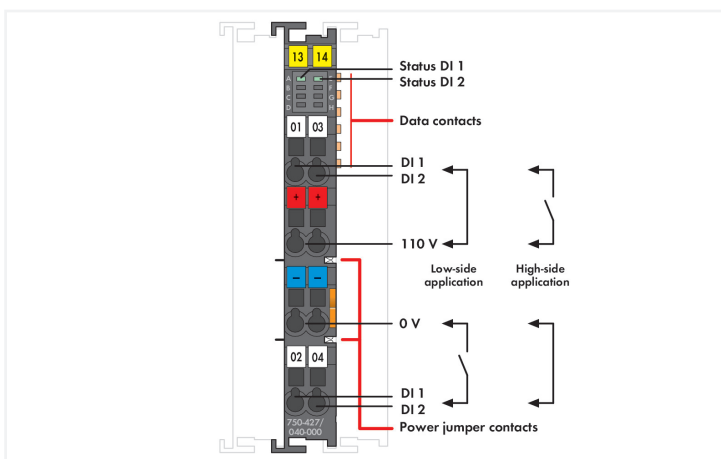 13 14
Status DI 1
Status DI 2
A E
B F
C G
D H
Data contacts
01 03
DI 1
DI 2
+ +
110 V
Low-side
application
High-side
application
– –
0 V
02 04
DI 1
DI 2
750-427/
040-000
Power jumper contacts